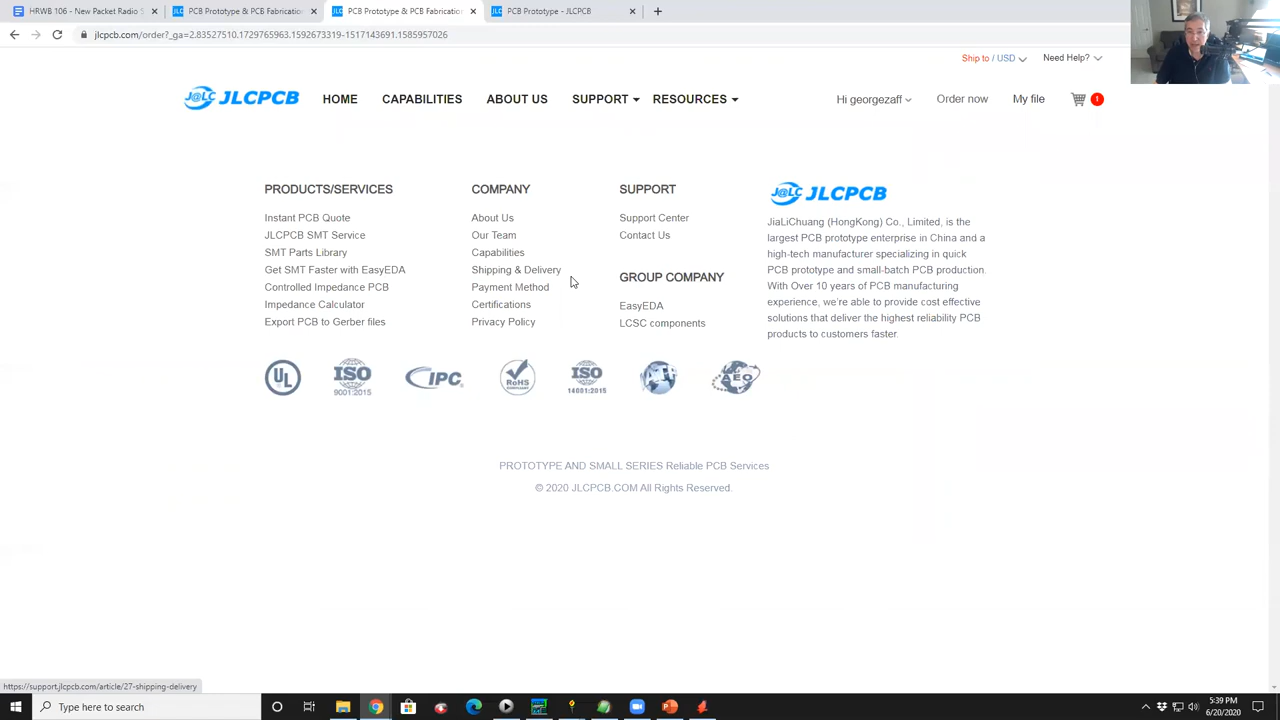 HRWB 106 - New Packet Radio S
JLC PCB Prototype & PCB Fabrication
JLC PCB Prototype & PCB Fabrication
JLC PCB Prototype - JLCPCB
jlcpcb.com/order?_ga=2.83527510.1729765963.1592673319-1517143691.1585957026
Ship to / USD
Need Help?
J@LC JLCPCB
HOME
CAPABILITIES
ABOUT US
SUPPORT
RESOURCES
Hi georgezaff
Order now
My file
1
PRODUCTS/SERVICES
Instant PCB Quote
JLCPCB SMT Service
SMT Parts Library
Get SMT Faster with EasyEDA
Controlled Impedance PCB
Impedance Calculator
Export PCB to Gerber files
COMPANY
About Us
Our Team
Capabilities
Shipping & Delivery
Payment Method
Certifications
Privacy Policy
SUPPORT
Support Center
Contact Us
GROUP COMPANY
EasyEDA
LCSC components
J@LC JLCPCB
JiaLiChuang (HongKong) Co., Limited, is the
largest PCB prototype enterprise in China and a
high-tech manufacturer specializing in quick
PCB prototype and small-batch PCB production.
With Over 10 years of PCB manufacturing
experience, we're able to provide cost effective
solutions that deliver the highest reliability PCB
products to customers faster.
UL
ISO
9001:2015
IPC
RoHS
COMPLIANT
ISO
14001:2015
IATF
AEO
PROTOTYPE AND SMALL SERIES Reliable PCB Services
© 2020 JLCPCB.COM All Rights Reserved.
https://support.jlcpcb.com/article/27-shipping-delivery
Type here to search
5:39 PM
6/20/2020